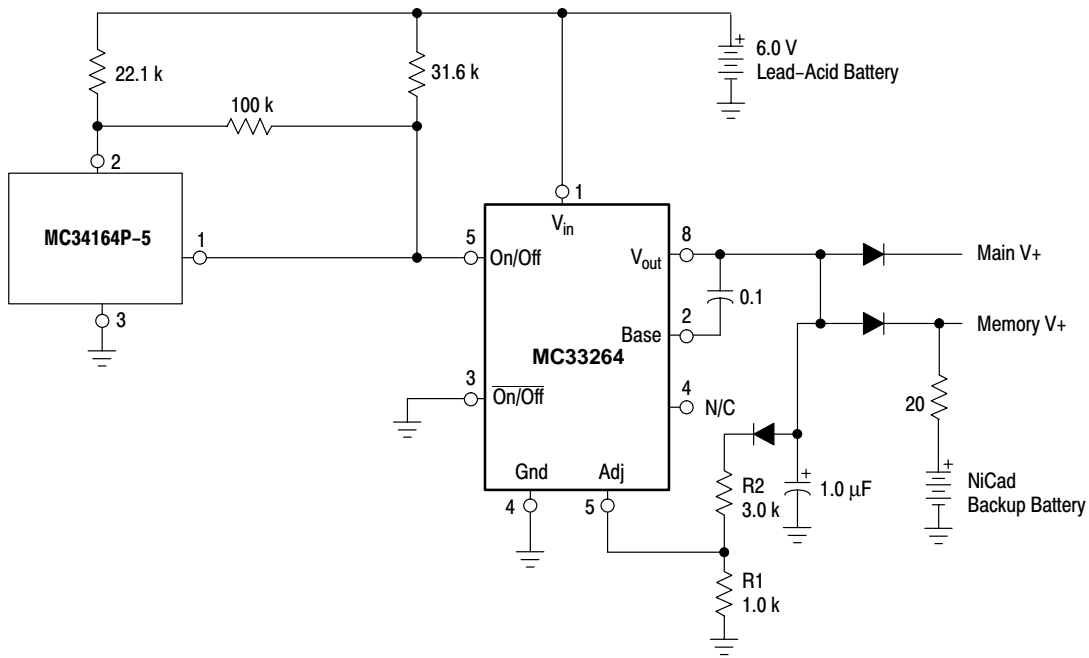 6.0 V
Lead-Acid Battery
22.1 k
31.6 k
100 k
2
MC34164P-5
1
3
1
Vin
5
On/Off
Vout
8
0.1
Base
2
MC33264
3
On/Off
4
N/C
Gnd
Adj
4
5
R2
3.0 k
1.0 µF
R1
1.0 k
Main V+
Memory V+
20
NiCad
Backup Battery
+
+
+